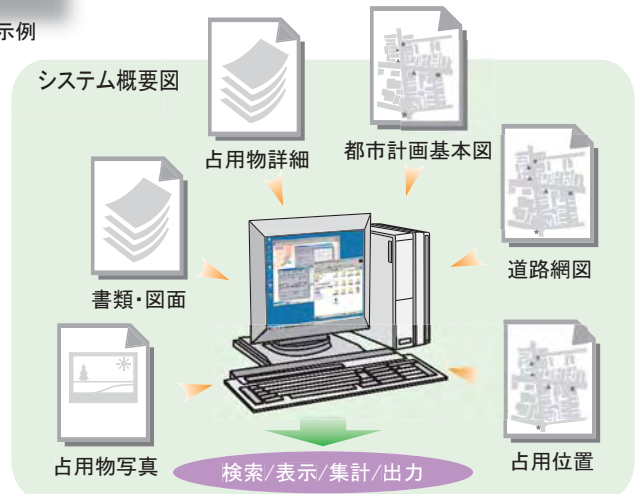 示例
システム概要図
占用物詳細
都市計画基本図
書類・図面
道路網図
占用物写真
占用位置
検索/表示/集計/出力